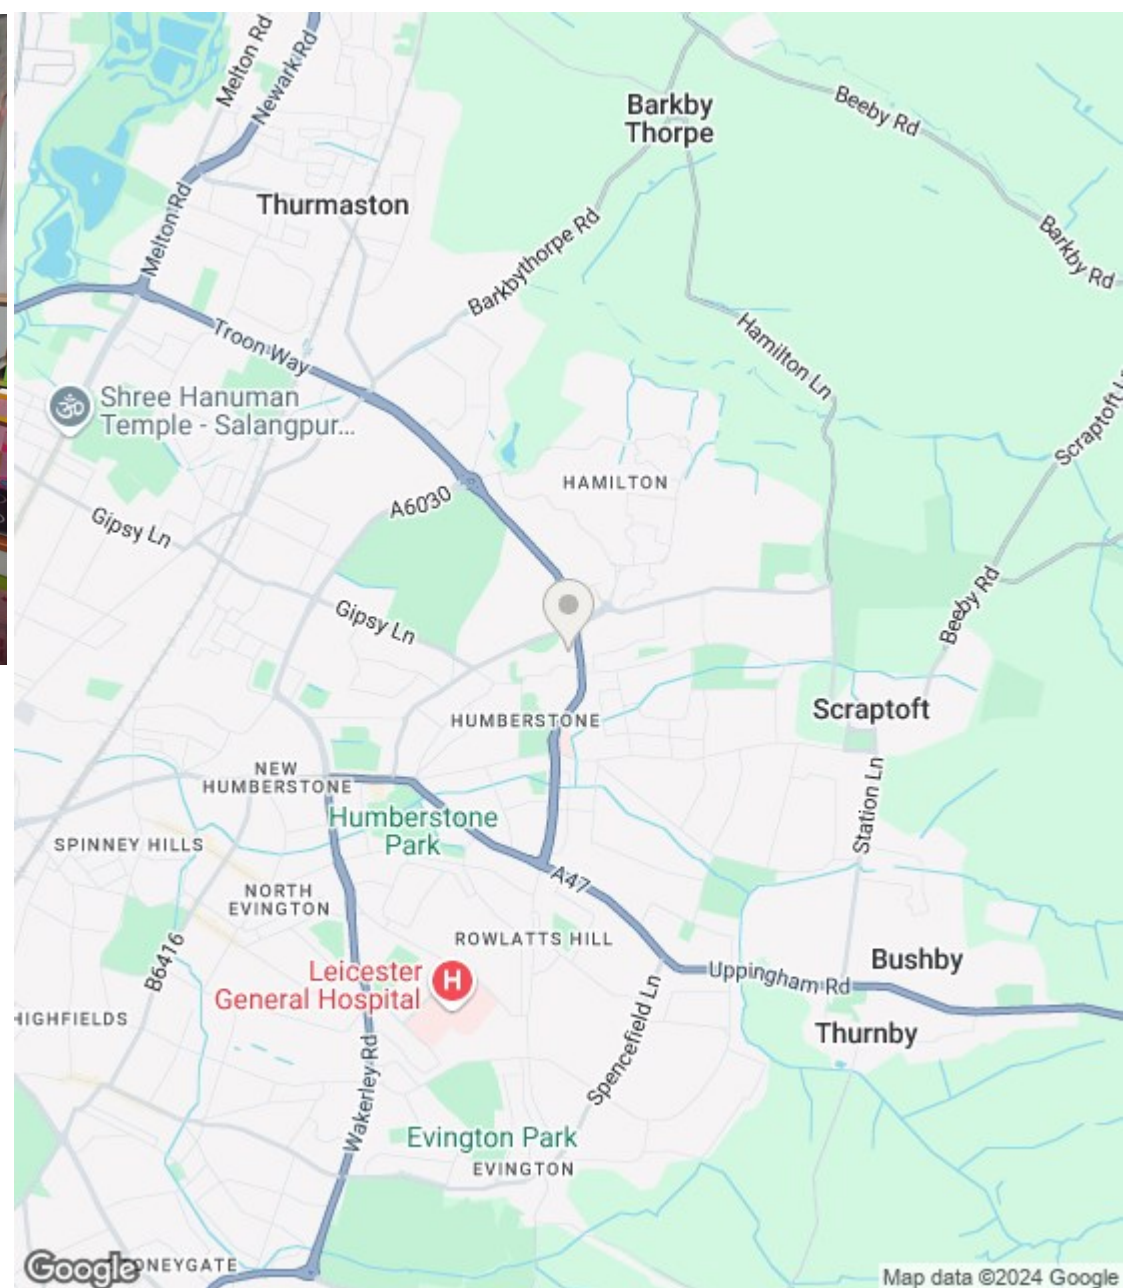 Melton Rd
Newark Rd
Barkby
Thorpe
Beeby Rd
Thurmaston
Melton Rd
Barkbythorpe Rd
Barkby Rd
Troon Way
Hamilton Ln
Shree Hanuman
Temple - Salangpur...
Scraptoft L
HAMILTON
A6030
Gipsy Ln
Gipsy Ln
Beeby Rd
Scraptoft
HUMBERSTONE
NEW
HUMBERSTONE
Humberstone
Park
Station Ln
SPINNEY HILLS
A47
NORTH
EVINGTON
ROWLATTS HILL
B6416
Bushby
Leicester
General Hospital
H
Uppingham Rd
HIGHFIELDS
Thurnby
Spencefield Ln
Wakerley Rd
Evington Park
EVINGTON
Google
ONEYGATE
Map data ©2024 Google